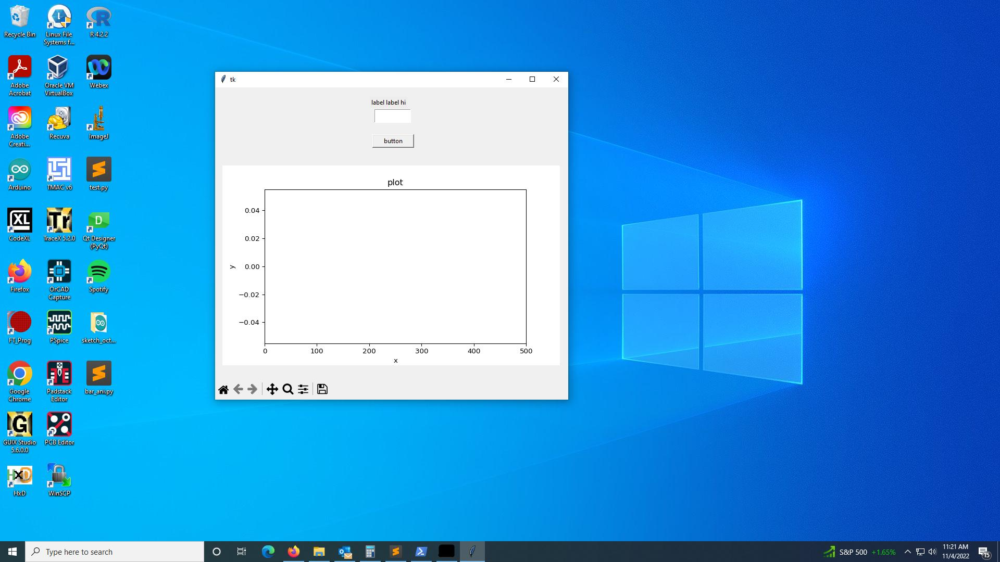 Recycle Bin
Linux File
Systems f...
R 4.2.2
Adobe
Acrobat
Oracle VM
VirtualBox
Webex
Adobe
Creati...
Recuva
ImageJ
Arduino
TMAC v6
test.py
XL
CodeXL
Tr
TraceX 5.2.0
D
Qt Designer
(PyQt)
Firefox
OrCAD
Capture
Spotify
FT_Prog
PSpice
sketch_oct...
Google
Chrome
Padstack
Editor
bar_ani.py
G
GUIX Studio
5.6.0.0
PCB Editor
HxD
HxD
WinSCP
tk
label label hi
button
plot
0.04
0.02
0.00
−0.02
−0.04
y
0 100 200 300 400 500
x
Type here to search
S&P 500 +1.65%
11:21 AM
11/4/2022
15